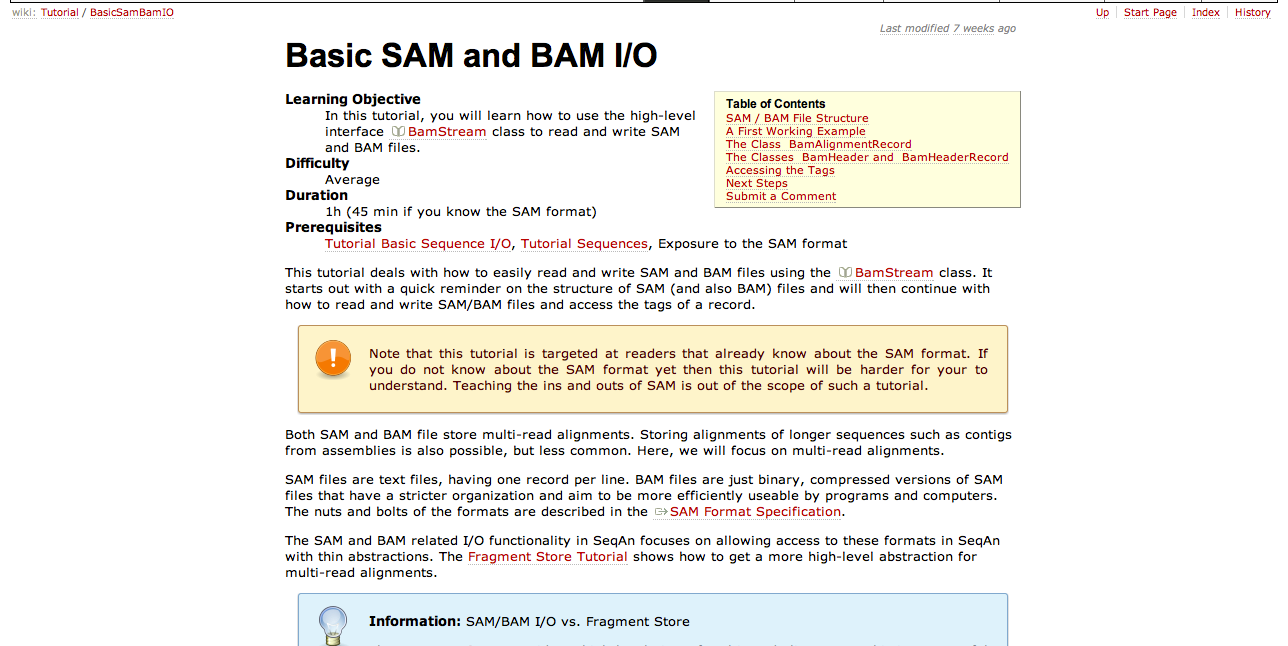 wiki: Tutorial / BasicSamBamIO
Up Start Page Index History
Last modified 7 weeks ago
Basic SAM and BAM I/O
Learning Objective
In this tutorial, you will learn how to use the high-level
interface BamStream class to read and write SAM
and BAM files.
Difficulty
Average
Duration
1h (45 min if you know the SAM format)
Prerequisites
Tutorial Basic Sequence I/O, Tutorial Sequences, Exposure to the SAM format
Table of Contents
SAM / BAM File Structure
A First Working Example
The Class BamAlignmentRecord
The Classes BamHeader and BamHeaderRecord
Accessing the Tags
Next Steps
Submit a Comment
This tutorial deals with how to easily read and write SAM and BAM files using the BamStream class. It
starts out with a quick reminder on the structure of SAM (and also BAM) files and will then continue with
how to read and write SAM/BAM files and access the tags of a record.
Note that this tutorial is targeted at readers that already know about the SAM format. If
you do not know about the SAM format yet then this tutorial will be harder for your to
understand. Teaching the ins and outs of SAM is out of the scope of such a tutorial.
Both SAM and BAM file store multi-read alignments. Storing alignments of longer sequences such as contigs
from assemblies is also possible, but less common. Here, we will focus on multi-read alignments.
SAM files are text files, having one record per line. BAM files are just binary, compressed versions of SAM
files that have a stricter organization and aim to be more efficiently useable by programs and computers.
The nuts and bolts of the formats are described in the SAM Format Specification.
The SAM and BAM related I/O functionality in SeqAn focuses on allowing access to these formats in SeqAn
with thin abstractions. The Fragment Store Tutorial shows how to get a more high-level abstraction for
multi-read alignments.
Information: SAM/BAM I/O vs. Fragment Store